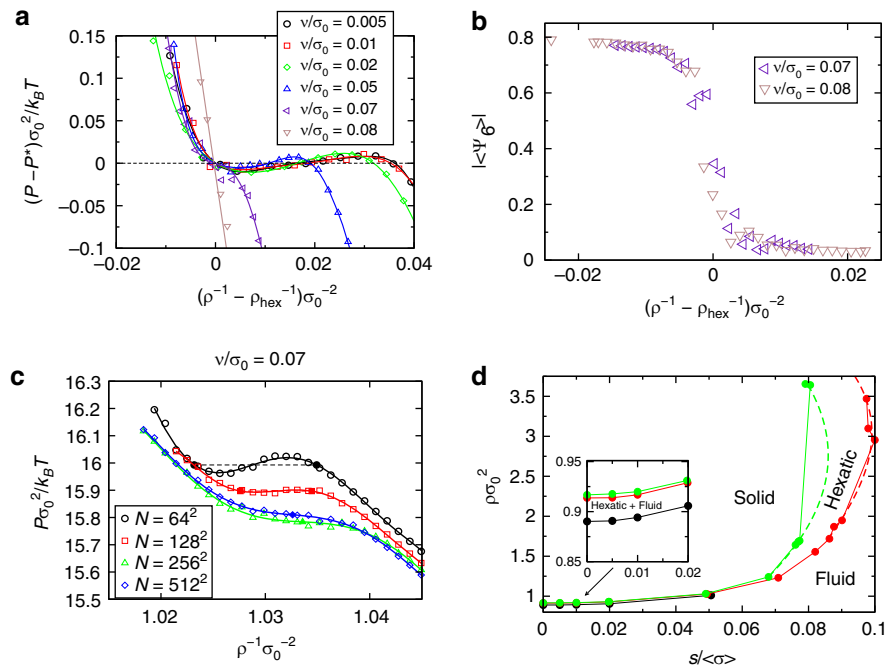 a
ν/σ0 = 0.005
ν/σ0 = 0.01
ν/σ0 = 0.02
ν/σ0 = 0.05
ν/σ0 = 0.07
ν/σ0 = 0.08
0.15
0.1
0.05
0
−0.05
−0.1
(P −P*)σ0²/kBT
−0.02 0 0.02 0.04
(ρ⁻¹ − ρhex⁻¹)σ0⁻²
b
ν/σ0 = 0.07
ν/σ0 = 0.08
0.8
0.6
0.4
0.2
0
|<Ψ6>|
−0.02 0 0.02
(ρ⁻¹ − ρhex⁻¹)σ0⁻²
c
ν/σ0 = 0.07
16.3
16.2
16.1
16
15.9
15.8
15.7
15.6
15.5
Pσ0²/kBT
N = 64²
N = 128²
N = 256²
N = 512²
1.02 1.03 1.04
ρ⁻¹σ0⁻²
d
3.5
3
2.5
2
1.5
1
ρσ0²
0.95
0.9
0.85
Hexatic + Fluid
0 0.01 0.02
Solid
Hexatic
Fluid
0 0.02 0.04 0.06 0.08 0.1
s/<σ>